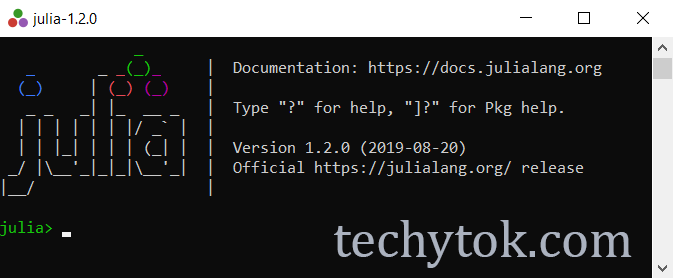 julia-1.2.0
Documentation: https://docs.julialang.org
Type "?" for help, "]?" for Pkg help.
Version 1.2.0 (2019-08-20)
Official https://julialang.org/ release
julia
julia>
techytok.com